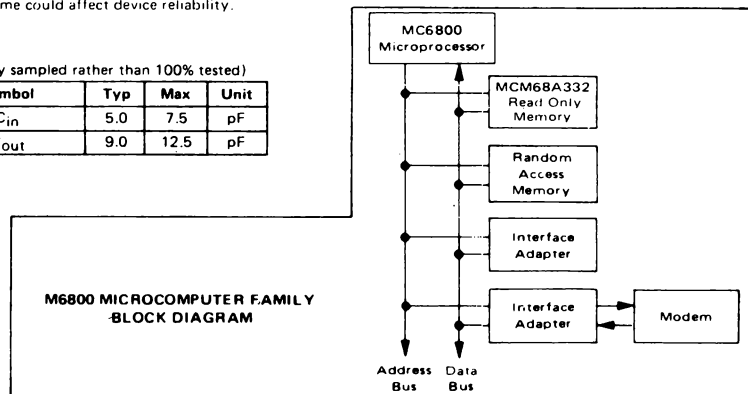 me could affect device reliability.
y sampled rather than 100% tested)
mbol Typ Max Unit
Cin 5.0 7.5 pF
out 9.0 12.5 pF
MC6800
Microprocessor
MCM68A332
Read Only
Memory
Random
Access
Memory
Interface
Adapter
M6800 MICROCOMPUTER FAMILY
BLOCK DIAGRAM
Interface
Adapter
Modem
Address
Bus
Data
Bus